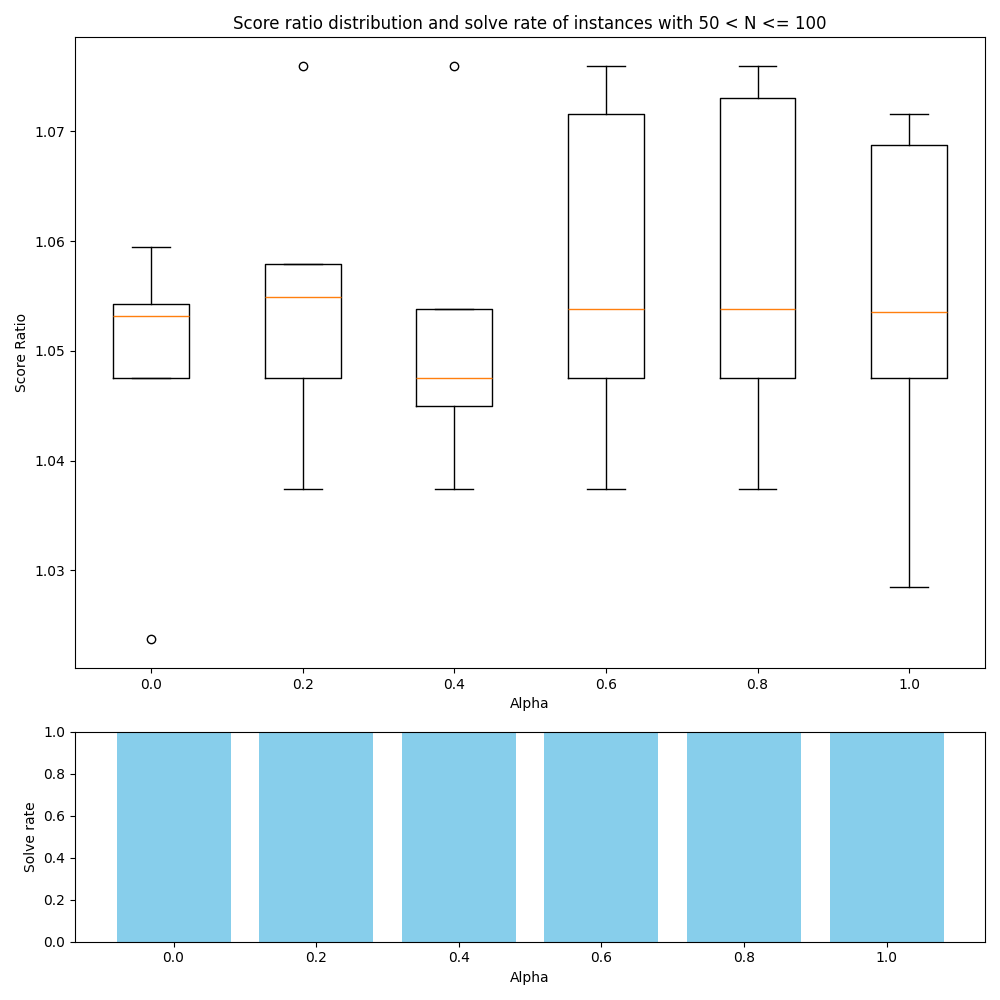 Score ratio distribution and solve rate of instances with 50 < N <= 100
Score Ratio
1.07
1.06
1.05
1.04
1.03
0.0 0.2 0.4 0.6 0.8 1.0
Alpha
Solve rate
1.0
0.8
0.6
0.4
0.2
0.0
0.0 0.2 0.4 0.6 0.8 1.0
Alpha